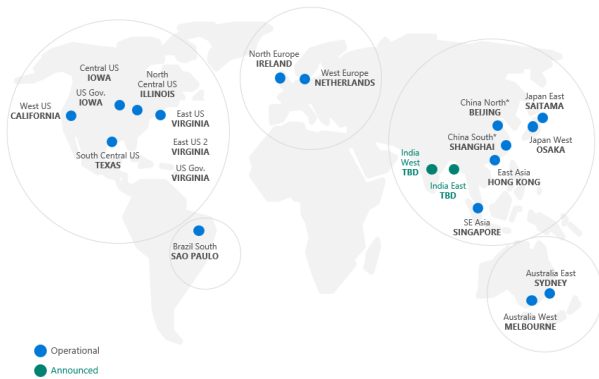 North Europe
IRELAND
West Europe
NETHERLANDS
Central US
IOWA
North
Central US
ILLINOIS
US Gov.
IOWA
West US
CALIFORNIA
East US
VIRGINIA
East US 2
VIRGINIA
US Gov.
VIRGINIA
South Central US
TEXAS
Japan East
SAITAMA
China North*
BEIJING
Japan West
OSAKA
China South*
SHANGHAI
India
West
TBD
East Asia
HONG KONG
India East
TBD
SE Asia
SINGAPORE
Brazil South
SAO PAULO
Australia East
SYDNEY
Australia West
MELBOURNE
Operational
Announced